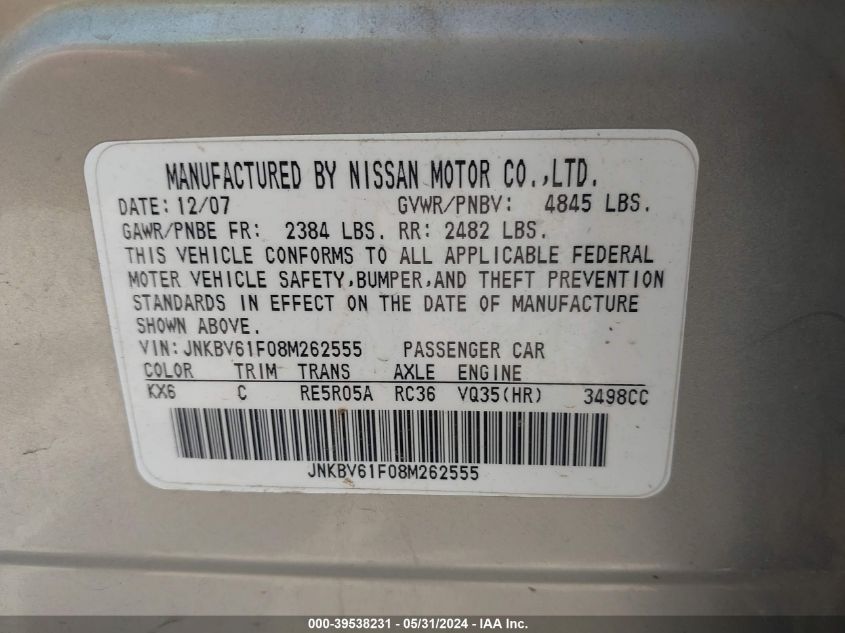 MANUFACTURED BY NISSAN MOTOR CO.,LTD.
DATE: 12/07 GVWR/PNBV: 4845 LBS.
GAWR/PNBE FR: 2384 LBS. RR: 2482 LBS.
THIS VEHICLE CONFORMS TO ALL APPLICABLE FEDERAL
MOTER VEHICLE SAFETY,BUMPER,AND THEFT PREVENTION
STANDARDS IN EFFECT ON THE DATE OF MANUFACTURE
SHOWN ABOVE.
VIN: JNKBV61F08M262555 PASSENGER CAR
COLOR TRIM TRANS AXLE ENGINE
KX6 C RE5R05A RC36 VQ35(HR) 3498CC
JNKBV61F08M262555
000-39538231 - 05/31/2024 - IAA Inc.